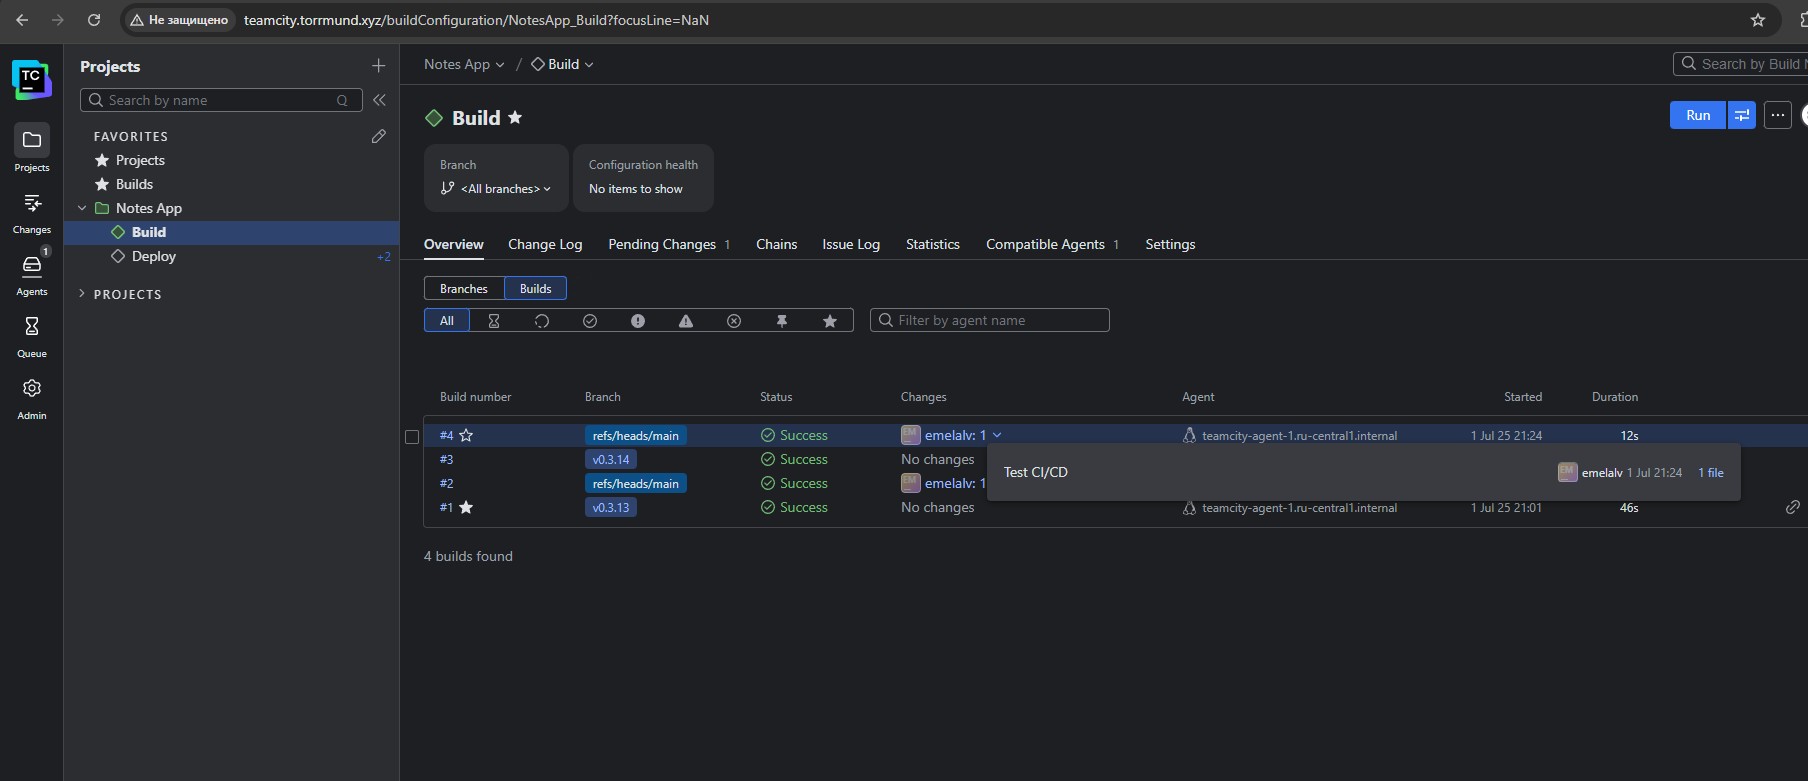 Не защищено teamcity.torrmund.xyz/buildConfiguration/NotesApp_Build?focusLine=NaN
TC
Projects
Changes
1
Agents
Queue
Admin
Projects
Search by name Q
FAVORITES
Projects
Builds
Notes App
Build
Deploy +2
PROJECTS
Notes App / Build
Search by Build
Build
Run
Branch
<All branches>
Configuration health
No items to show
Overview Change Log Pending Changes 1 Chains Issue Log Statistics Compatible Agents 1 Settings
Branches Builds
All Filter by agent name
Build number Branch Status Changes Agent Started Duration
#4 refs/heads/main Success EM emelalv: 1 teamcity-agent-1.ru-central1.internal 1 Jul 25 21:24 12s
#3 v0.3.14 Success No changes
Test CI/CD emelalv 1 Jul 21:24 1 file
#2 refs/heads/main Success EM emelalv: 1
#1 v0.3.13 Success No changes teamcity-agent-1.ru-central1.internal 1 Jul 25 21:01 46s
4 builds found